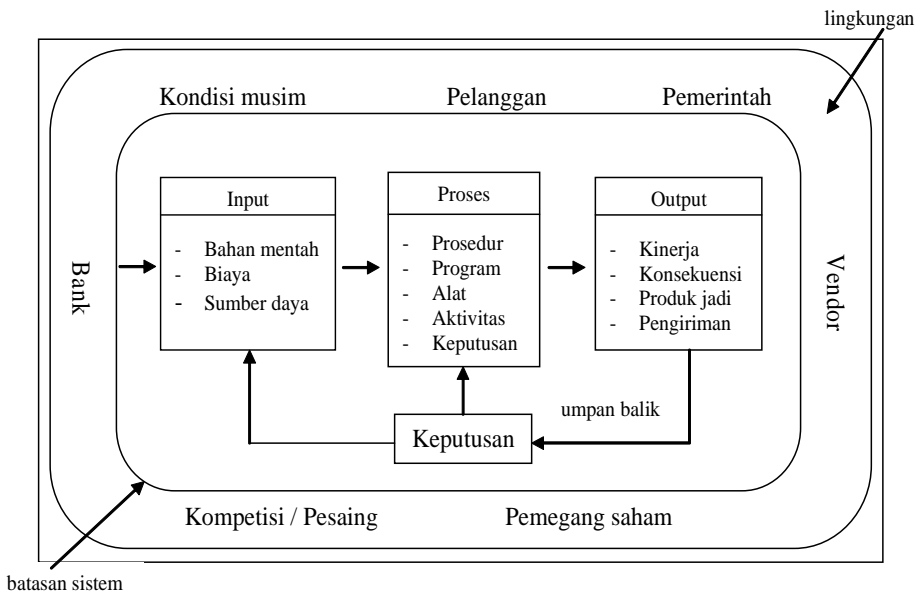 lingkungan
Kondisi musim
Pelanggan
Pemerintah
Bank
Input
- Bahan mentah
- Biaya
- Sumber daya
Proses
- Prosedur
- Program
- Alat
- Aktivitas
- Keputusan
Output
- Kinerja
- Konsekuensi
- Produk jadi
- Pengiriman
Vendor
umpan balik
Keputusan
Kompetisi / Pesaing
Pemegang saham
batasan sistem